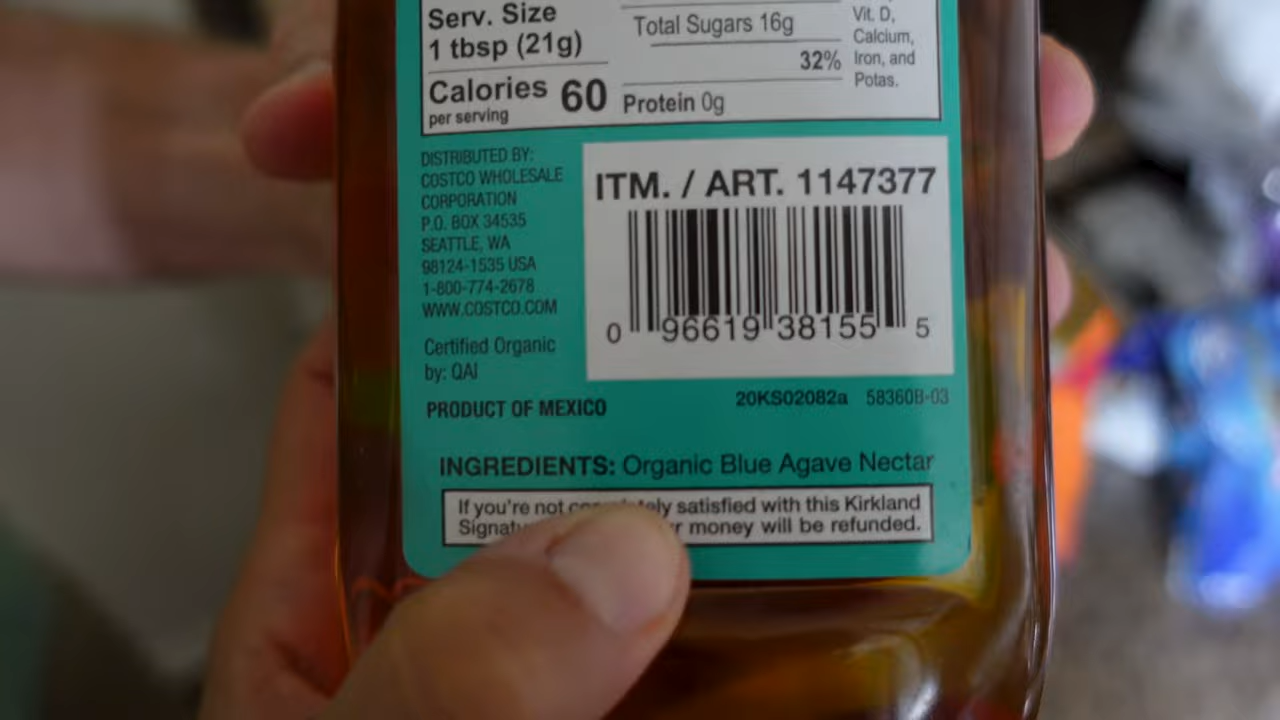 Serv. Size
1 tbsp (21g)
Calories 60
per serving
Total Sugars 16g
32%
Protein 0g
Vit. D,
Calcium,
Iron, and
Potas.
DISTRIBUTED BY:
COSTCO WHOLESALE
CORPORATION
P.O. BOX 34535
SEATTLE, WA
98124-1535 USA
1-800-774-2678
WWW.COSTCO.COM
Certified Organic
by: QAI
PRODUCT OF MEXICO
ITM. / ART. 1147377
0 96619 38155 5
20KS02082a 58360B-03
INGREDIENTS: Organic Blue Agave Nectar
If you're not satisfied with this Kirkland
money will be refunded.